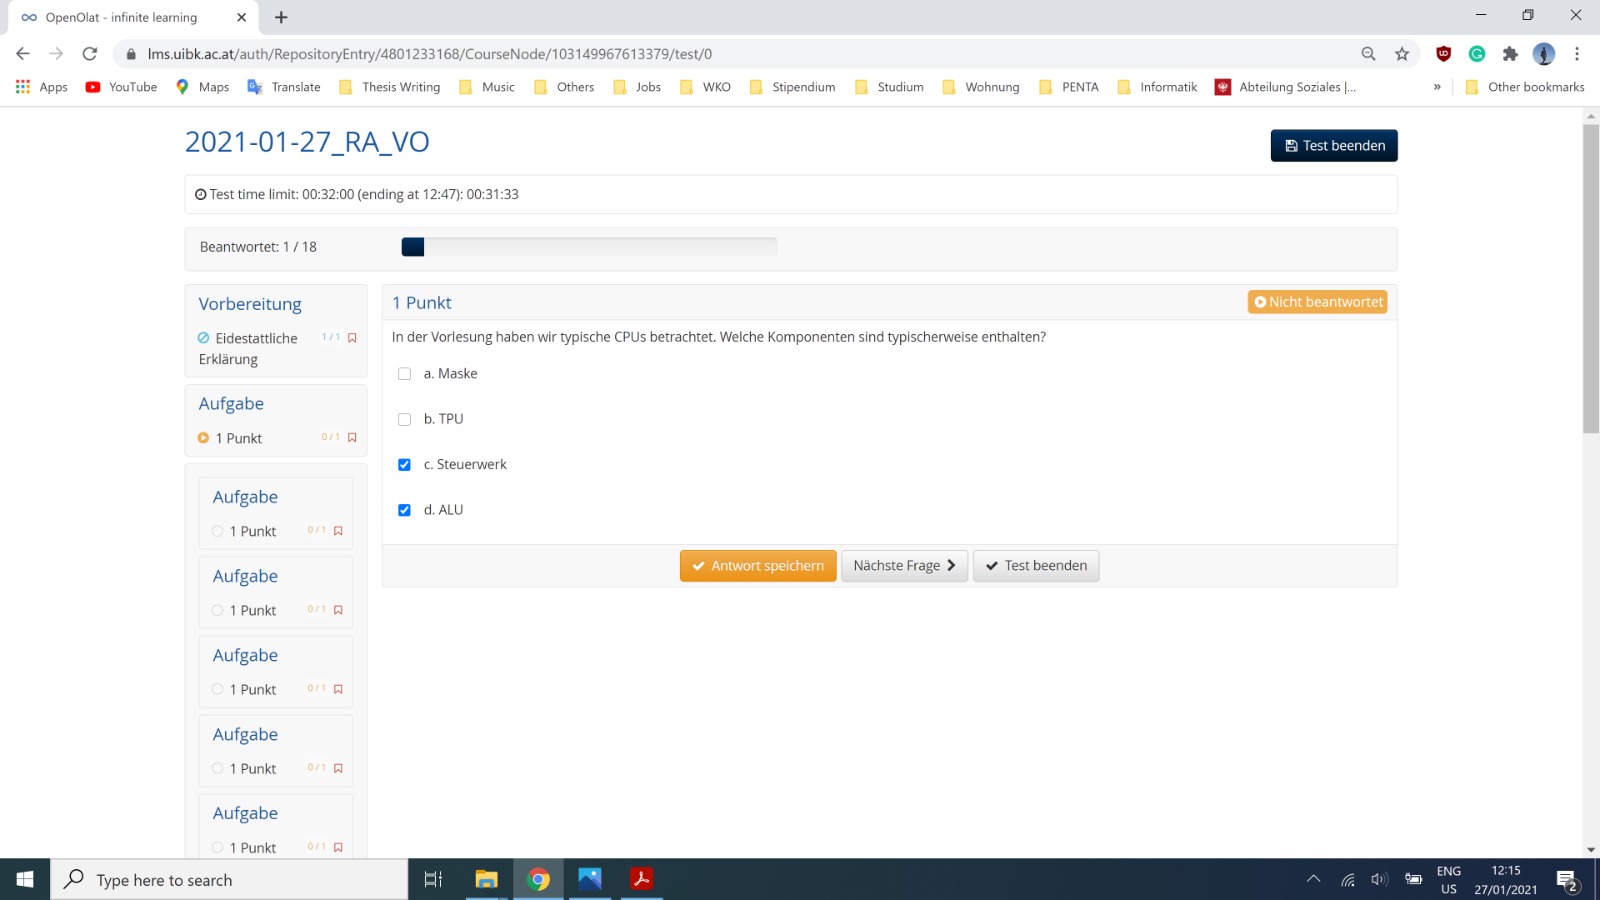 OpenOlat - infinite learning
lms.uibk.ac.at/auth/RepositoryEntry/4801233168/CourseNode/103149967613379/test/0
Apps YouTube Maps Translate Thesis Writing Music Others Jobs WKO Stipendium Studium Wohnung PENTA Informatik Abteilung Soziales |... » Other bookmarks
2021-01-27_RA_VO
Test beenden
Test time limit: 00:32:00 (ending at 12:47): 00:31:33
Beantwortet: 1 / 18
Vorbereitung
Eidestattliche 1 / 1
Erklärung
Aufgabe
1 Punkt 0 / 1
Aufgabe
1 Punkt 0 / 1
Aufgabe
1 Punkt 0 / 1
Aufgabe
1 Punkt 0 / 1
Aufgabe
1 Punkt 0 / 1
Aufgabe
1 Punkt 0 / 1
1 Punkt
Nicht beantwortet
In der Vorlesung haben wir typische CPUs betrachtet. Welche Komponenten sind typischerweise enthalten?
a. Maske
b. TPU
c. Steuerwerk
d. ALU
Antwort speichern Nächste Frage Test beenden
Type here to search
ENG
US
12:15
27/01/2021
2